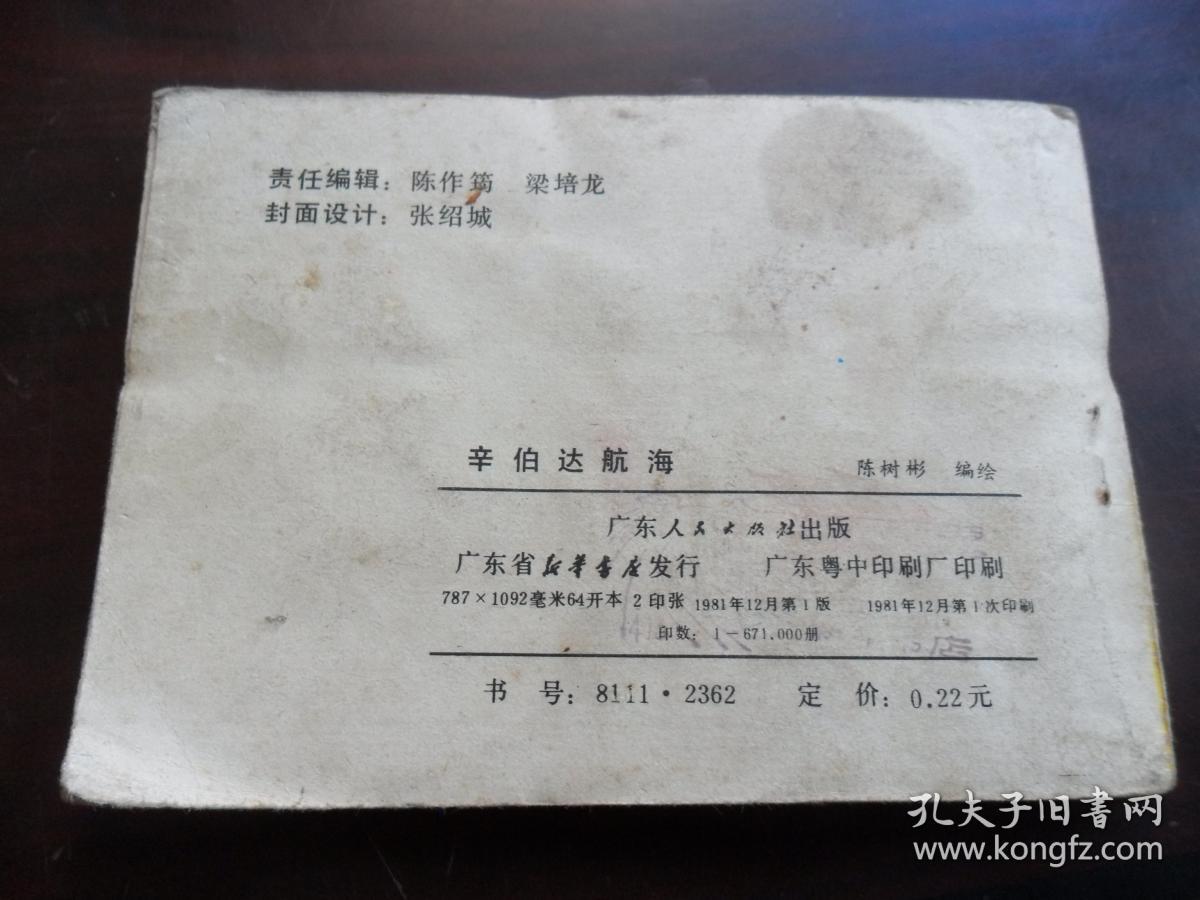 责任编辑：陈作筠 梁培龙
封面设计：张绍城
辛伯达航海 陈树彬 编绘
广东人民出版社出版
广东省新华书店发行 广东粤中印刷厂印刷
787×1092毫米64开本 2印张 1981年12月第1版 1981年12月第1次印刷
印数：1—671,000册
书号：8111·2362 定价：0.22元
孔夫子旧书网
www.kongfz.com